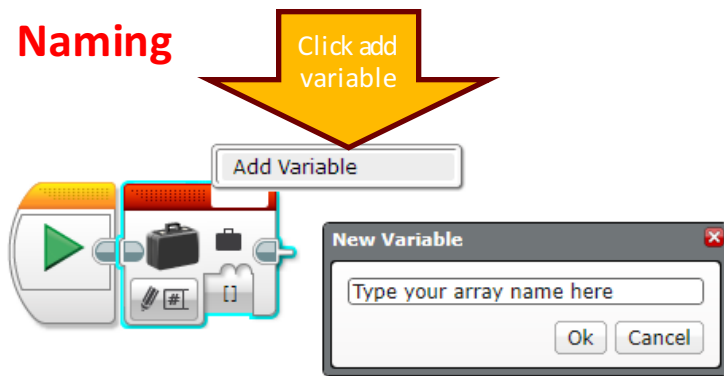 Naming
Click add
variable
Add Variable
New Variable
Type your array name here
Ok Cancel
#
[]